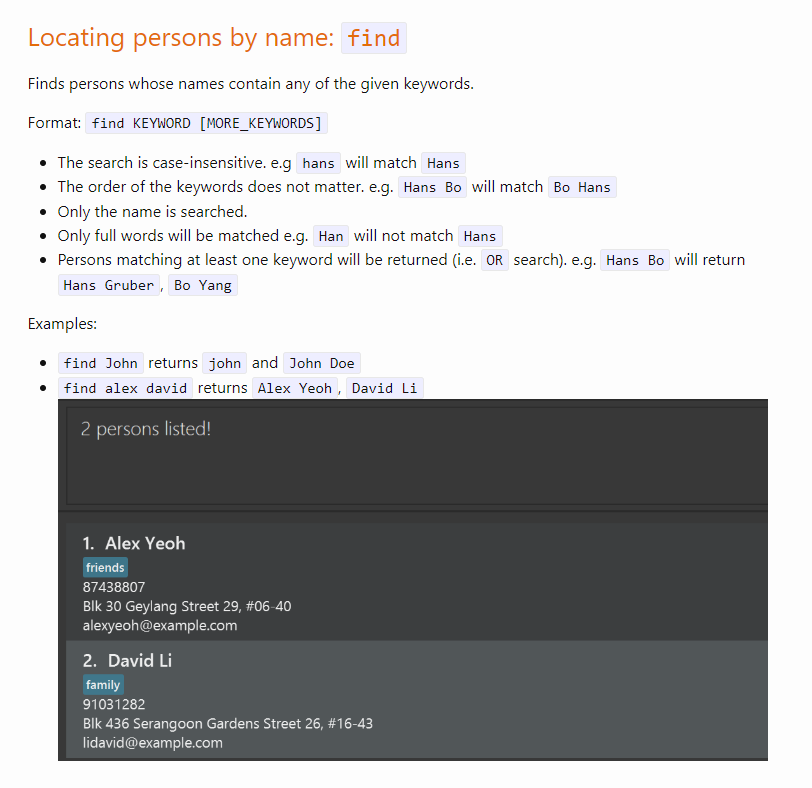 Locating persons by name: find
Finds persons whose names contain any of the given keywords.
Format: find KEYWORD [MORE_KEYWORDS]
The search is case-insensitive. e.g hans will match Hans
The order of the keywords does not matter. e.g. Hans Bo will match Bo Hans
Only the name is searched.
Only full words will be matched e.g. Han will not match Hans
Persons matching at least one keyword will be returned (i.e. OR search). e.g. Hans Bo will return
Hans Gruber, Bo Yang
Examples:
find John returns john and John Doe
find alex david returns Alex Yeoh, David Li
2 persons listed!
1. Alex Yeoh
friends
87438807
Blk 30 Geylang Street 29, #06-40
alexyeoh@example.com
2. David Li
family
91031282
Blk 436 Serangoon Gardens Street 26, #16-43
lidavid@example.com